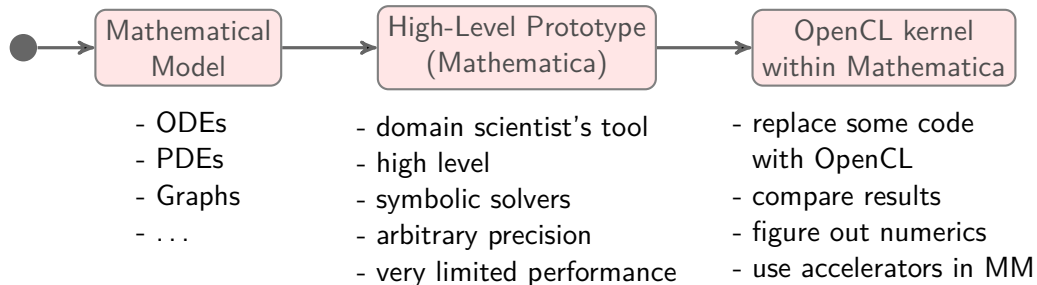 Mathematical
Model
- ODEs
- PDEs
- Graphs
- ...
High-Level Prototype
(Mathematica)
- domain scientist's tool
- high level
- symbolic solvers
- arbitrary precision
- very limited performance
OpenCL kernel
within Mathematica
- replace some code
with OpenCL
- compare results
- figure out numerics
- use accelerators in MM